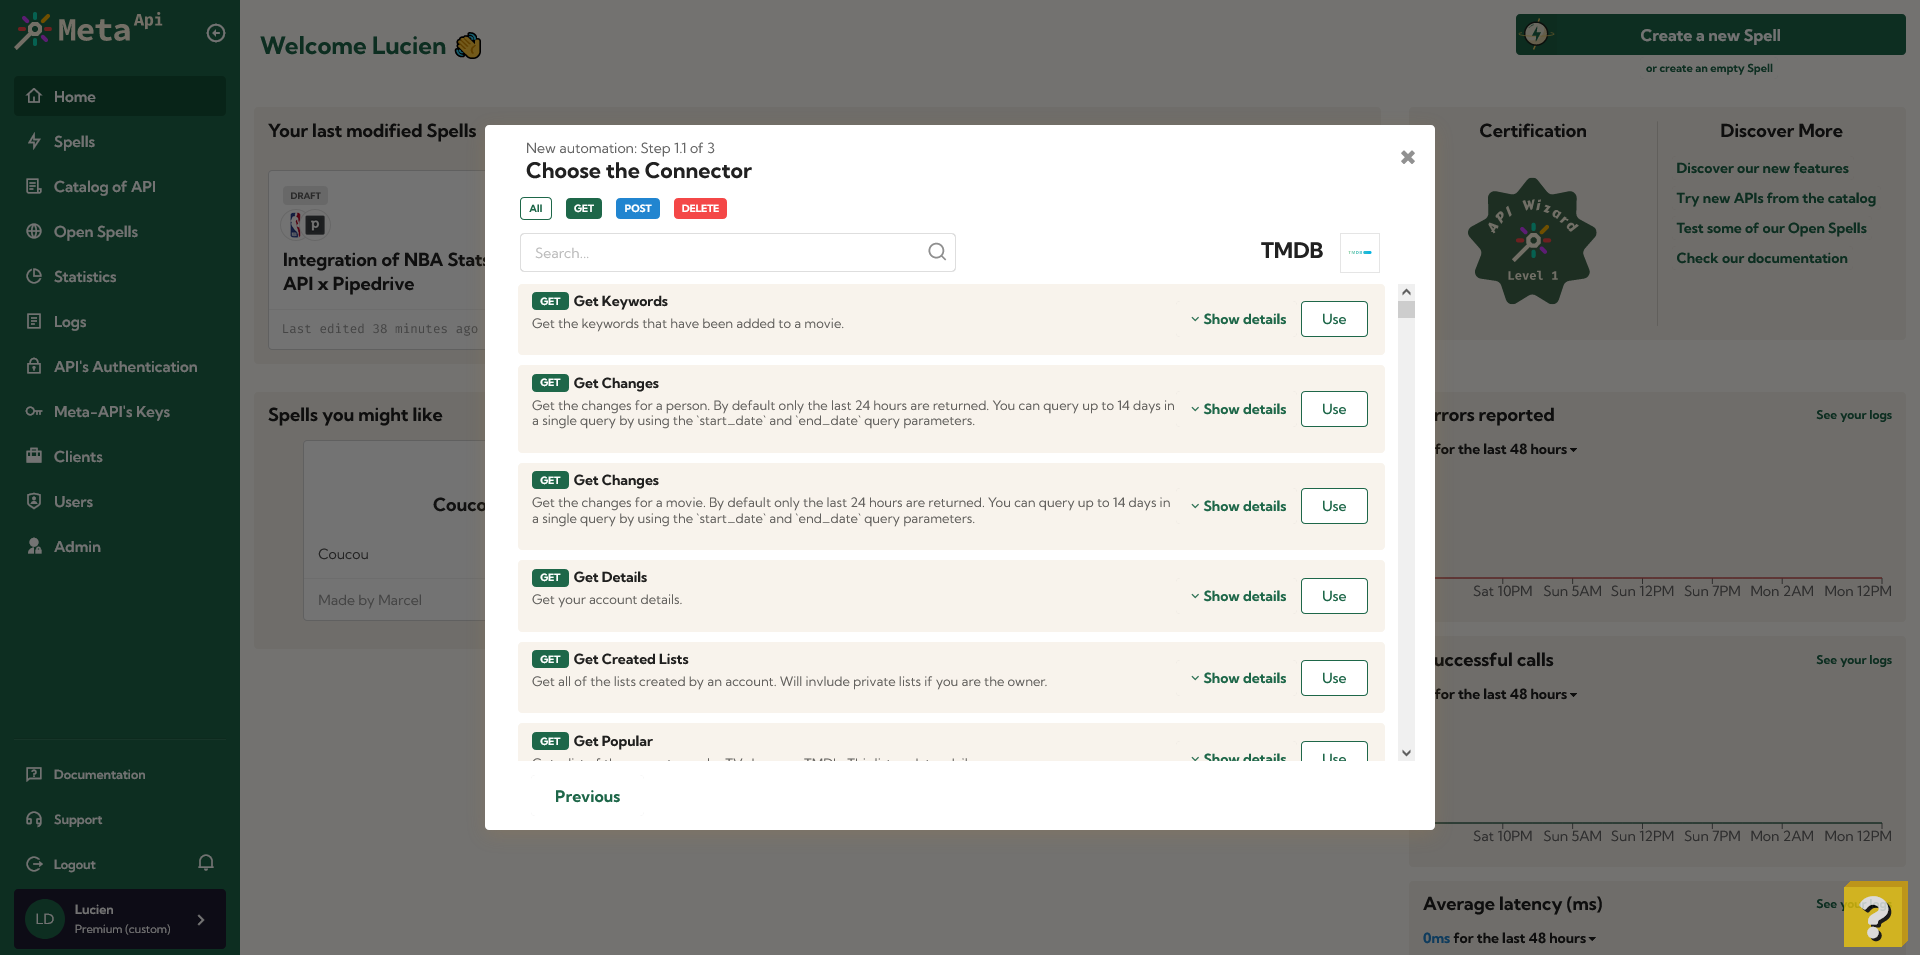 Meta Api
Home
Spells
Catalog of API
Open Spells
Statistics
Logs
API's Authentication
Meta-API's Keys
Clients
Users
Admin
Documentation
Support
Logout
LD
Lucien
Premium (custom)
Welcome Lucien
Create a new Spell
or create an empty Spell
Your last modified Spells
DRAFT
Integration of NBA Stats
API x Pipedrive
Last edited 38 minutes ago
Spells you might like
Coucou
Made by Marcel
New automation: Step 1.1 of 3
Choose the Connector
All
GET
POST
DELETE
Search...
TMDB
GET Get Keywords
Get the keywords that have been added to a movie.
Show details
Use
GET Get Changes
Get the changes for a person. By default only the last 24 hours are returned. You can query up to 14 days in
a single query by using the `start_date` and `end_date` query parameters.
Show details
Use
GET Get Changes
Get the changes for a movie. By default only the last 24 hours are returned. You can query up to 14 days in
a single query by using the `start_date` and `end_date` query parameters.
Show details
Use
GET Get Details
Get your account details.
Show details
Use
GET Get Created Lists
Get all of the lists created by an account. Will invlude private lists if you are the owner.
Show details
Use
GET Get Popular
Show details
Use
Previous
Certification
API Wizard
Level 1
Discover More
Discover our new features
Try new APIs from the catalog
Test some of our Open Spells
Check our documentation
reported
See your logs
for the last 48 hours
Sat 10PM Sun 5AM Sun 12PM Sun 7PM Mon 2AM Mon 12PM
calls
See your logs
for the last 48 hours
Sat 10PM Sun 5AM Sun 12PM Sun 7PM Mon 2AM Mon 12PM
Average latency (ms)
See your logs
0ms for the last 48 hours
?